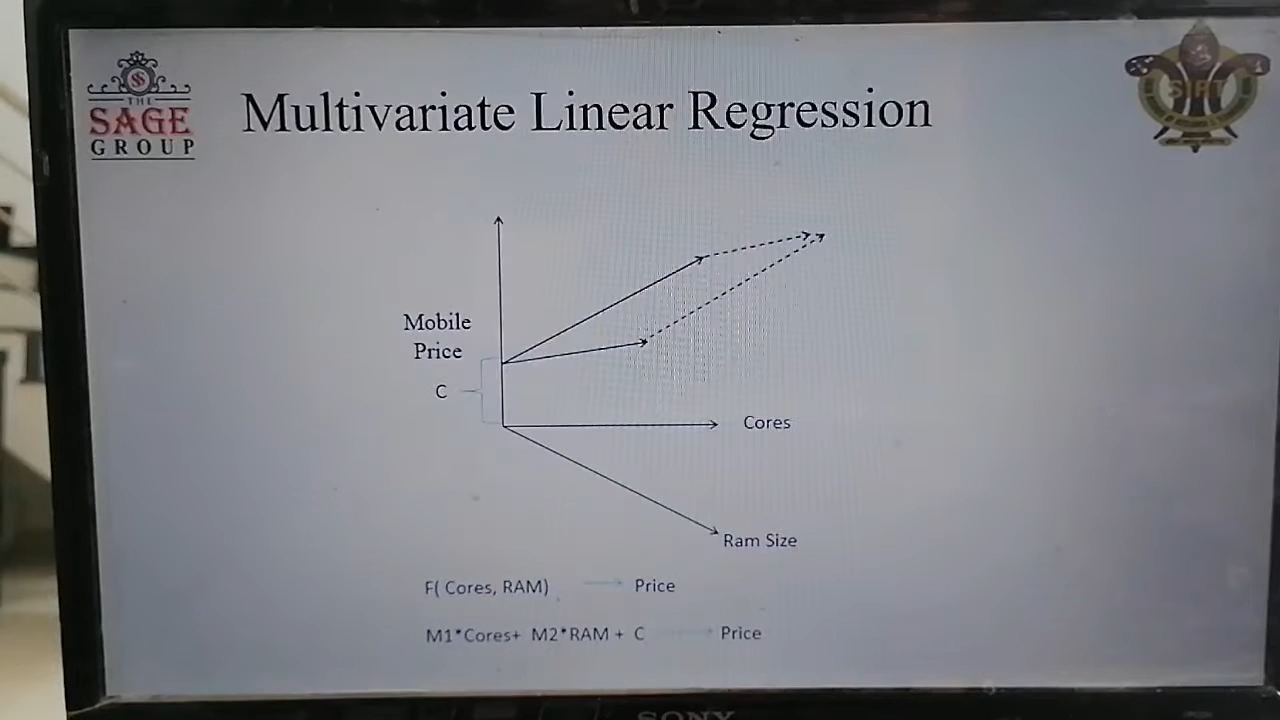 THE
SAGE
GROUP
Multivariate Linear Regression
SIRT
Mobile
Price
C
Cores
Ram Size
F( Cores, RAM) Price
M1*Cores+ M2*RAM + C Price
SONY